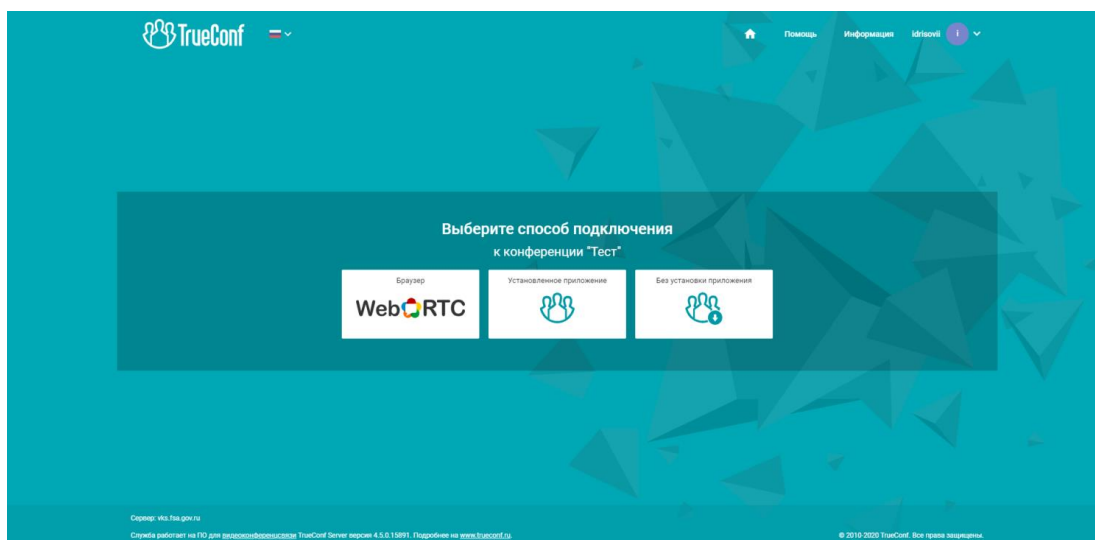 TrueConf
Помощь
Информация
idrisovii
i
Выберите способ подключения
к конференции "Тест"
Браузер
WebRTC
Установленное приложение
Без установки приложения
Сервер: vks.fsa.gov.ru
Служба работает на ПО для видеоконференцсвязи TrueConf Server версии 4.5.0.15891. Подробнее на www.trueconf.ru.
© 2010-2020 TrueConf. Все права защищены.